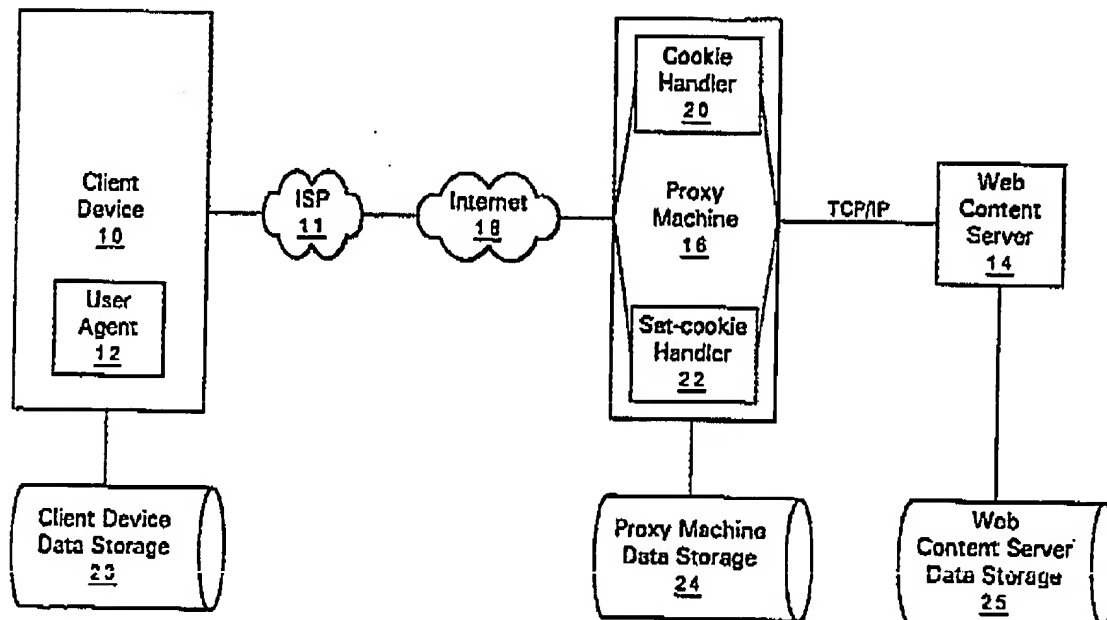 Client
Device
10
User
Agent
12
ISP
11
Internet
18
Cookie
Handler
20
Proxy
Machine
16
Set-cookie
Handler
22
TCP/IP
Web
Content
Server
14
Client Device
Data Storage
23
Proxy Machine
Data Storage
24
Web
Content Server
Data Storage
25